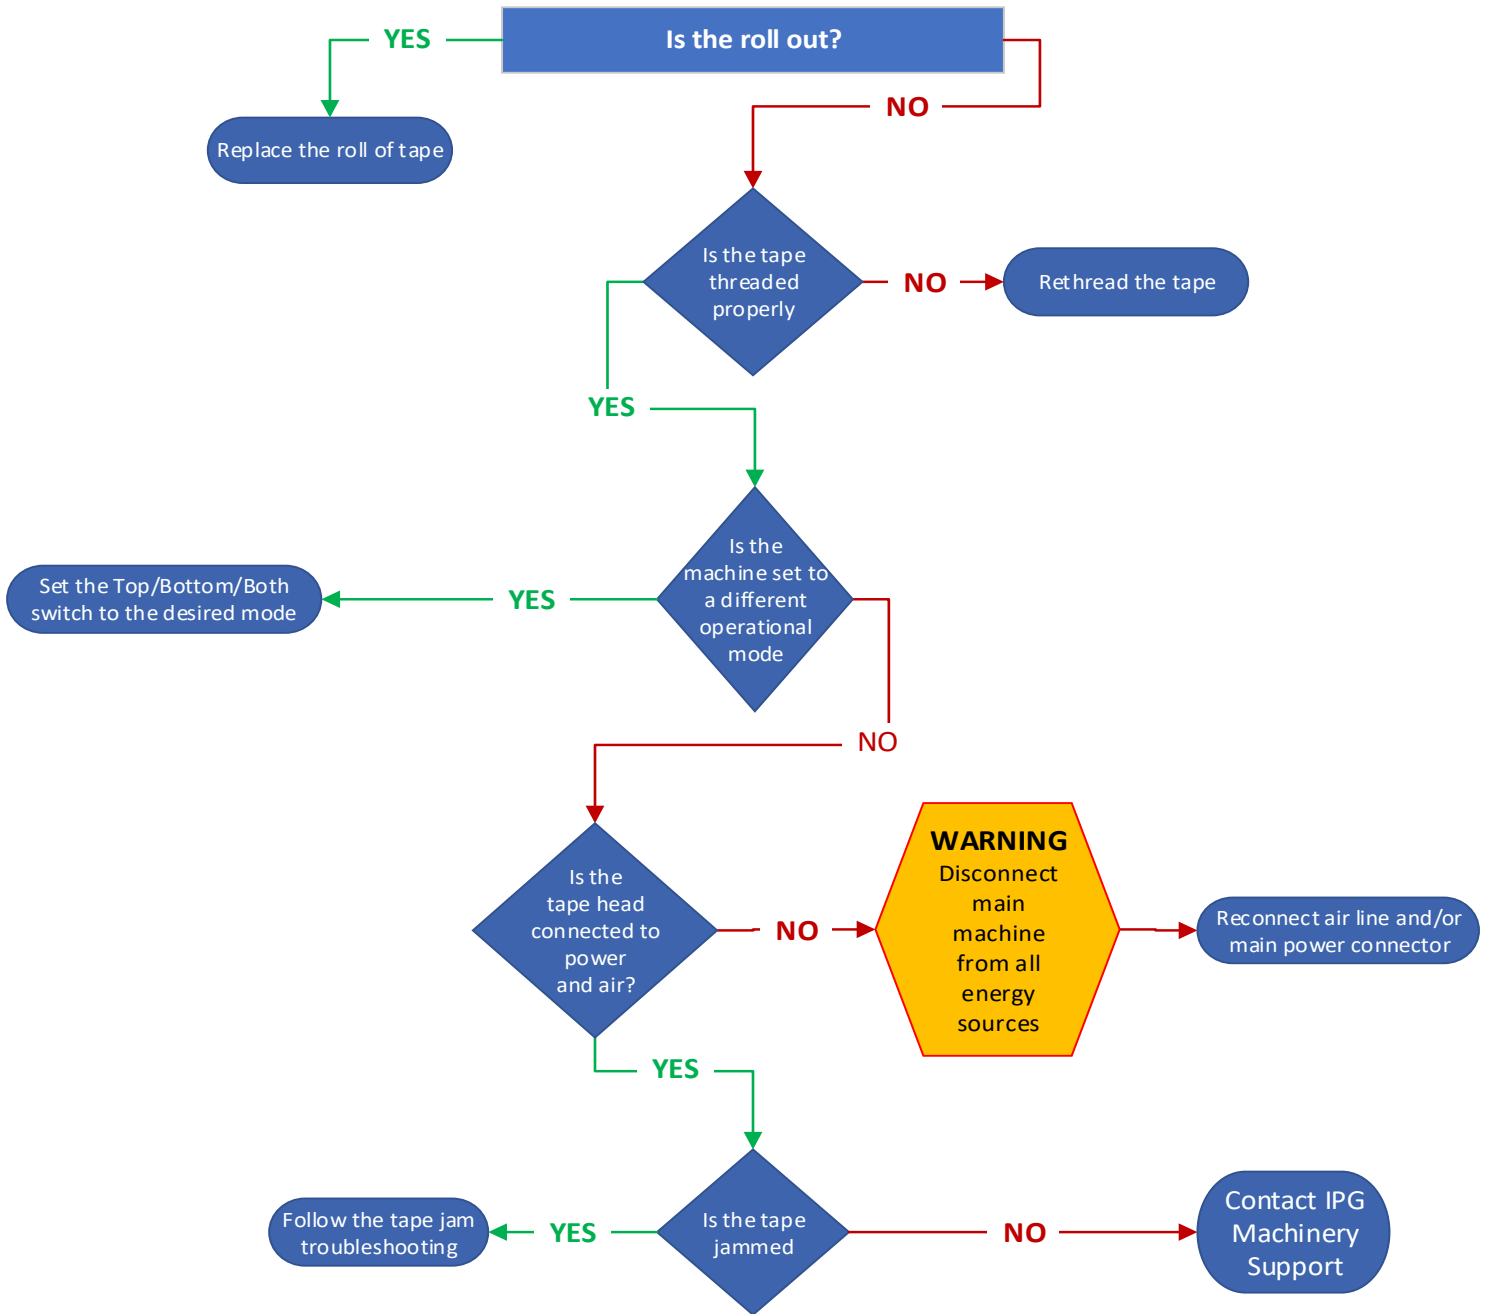 Is the roll out?
YES
NO
Replace the roll of tape
Is the tape
threaded
properly
NO
Rethread the tape
YES
Is the
machine set to
a different
operational
mode
YES
Set the Top/Bottom/Both
switch to the desired mode
NO
Is the
tape head
connected to
power
and air?
NO
WARNING
Disconnect
main
machine
from all
energy
sources
Reconnect air line and/or
main power connector
YES
Is the tape
jammed
YES
Follow the tape jam
troubleshooting
NO
Contact IPG
Machinery
Support